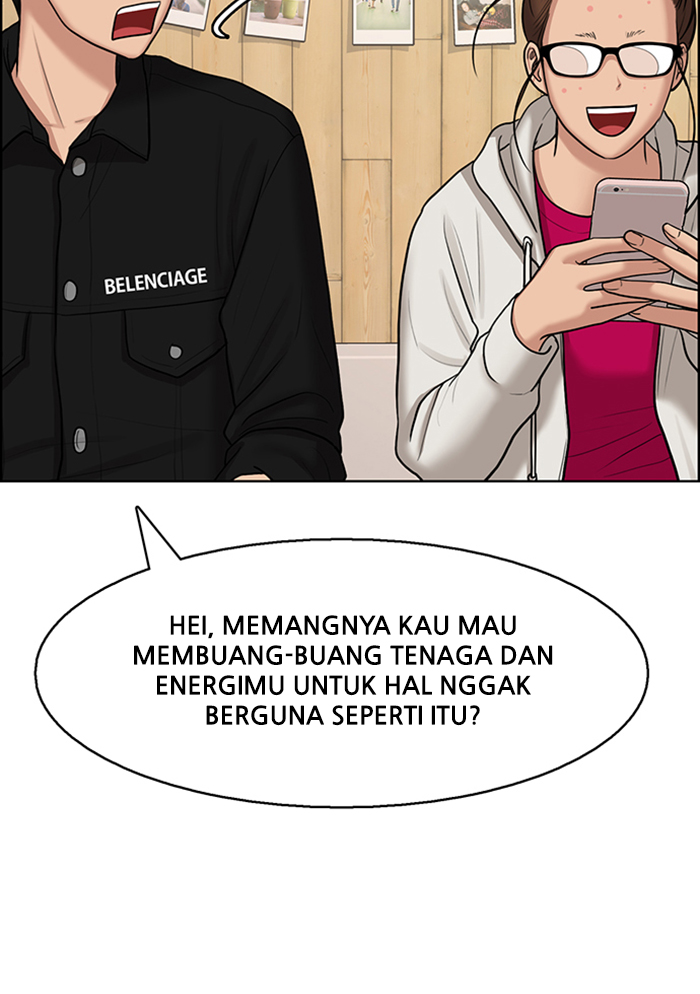 BELENCIAGE
HEI, MEMANGNYA KAU MAU
MEMBUANG-BUANG TENAGA DAN
ENERGIMU UNTUK HAL NGGAK
BERGUNA SEPERTI ITU?